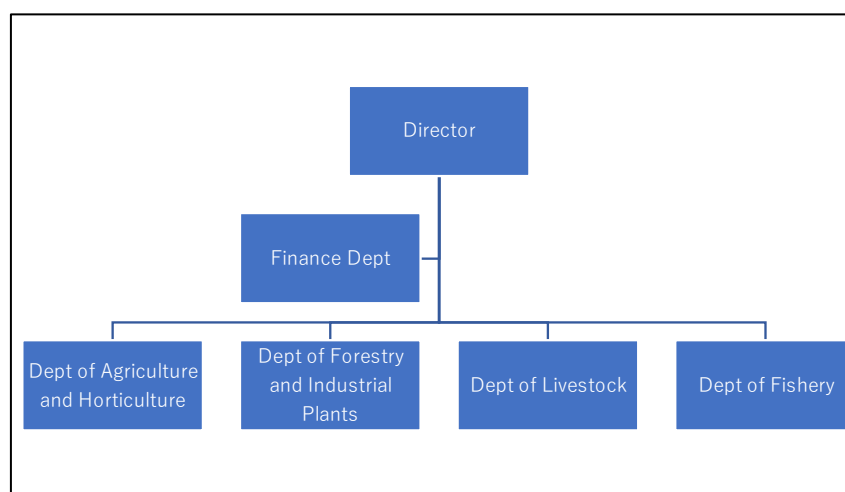 Director
Finance Dept
Dept of Agriculture
and Horticulture
Dept of Forestry
and Industrial
Plants
Dept of Livestock
Dept of Fishery